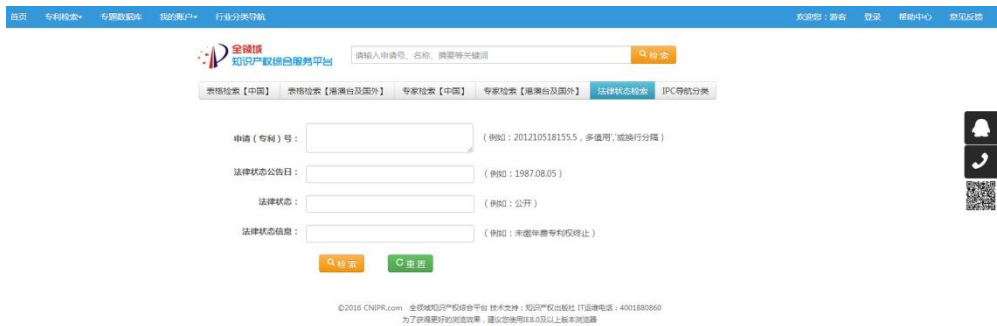 首页 专利检索 专题数据库 我的账户 行业分类导航 欢迎您：游客 登录 帮助中心 意见反馈
全领域
知识产权综合服务平台
请输入申请号、名称、摘要等关键词 检索
表格检索【中国】 表格检索【港澳台及国外】 专家检索【中国】 专家检索【港澳台及国外】 法律状态检索 IPC导航分类
申请（专利）号： （例如：201210518155.5，多值用','或换行分隔）
法律状态公告日： （例如：1987.08.05）
法律状态： （例如：公开）
法律状态信息： （例如：未缴年费专利权终止）
检索 重置
©2016 CNIPR.com 全领域知识产权综合平台 技术支持：知识产权出版社 IT运维电话：4001880860
为了获得更好的浏览效果，建议您使用IE8.0及以上版本浏览器